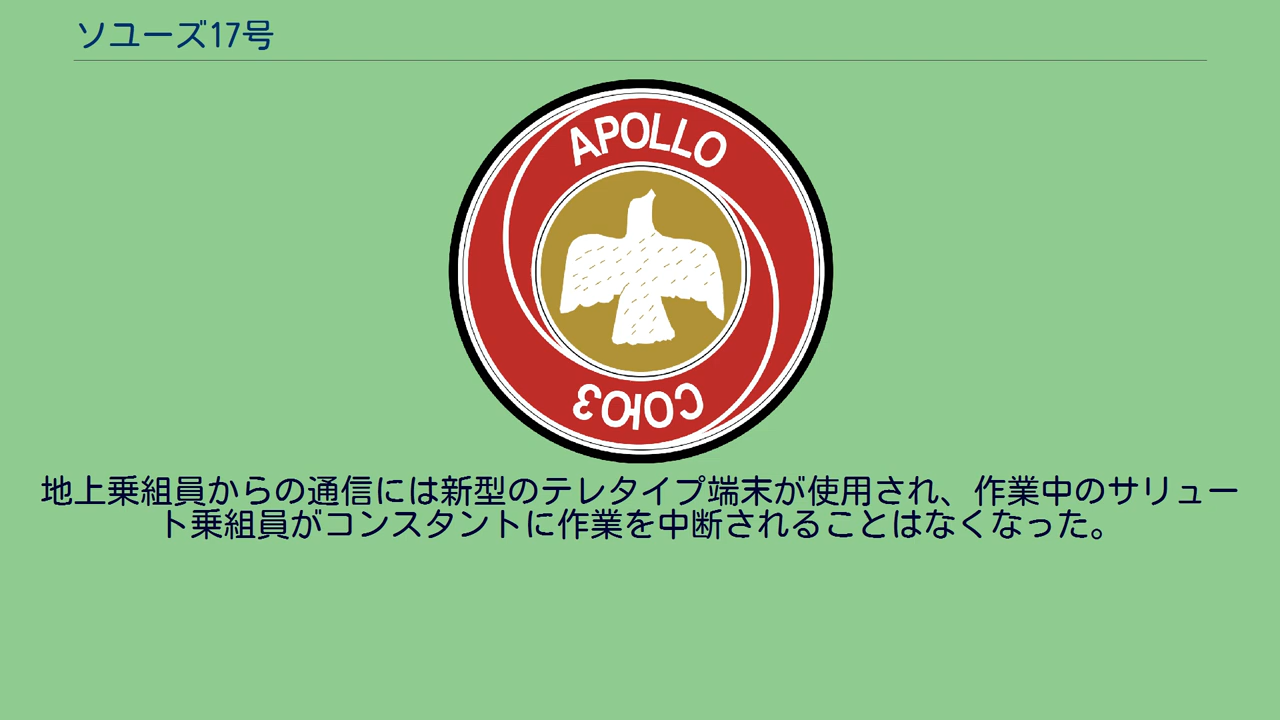 ソユーズ17号
APOLLO
СОЮЗ
地上乗組員からの通信には新型のテレタイプ端末が使用され、作業中のサリュー
ト乗組員がコンスタントに作業を中断されることはなくなった。